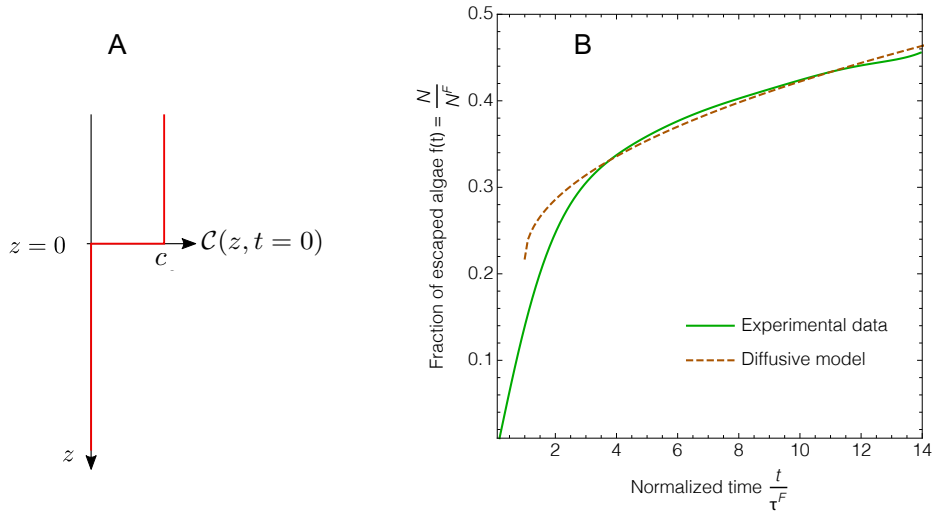 A
z = 0
C(z, t = 0)
c
z
B
Fraction of escaped algae f(t) = N/N^F
0.5
0.4
0.3
0.2
0.1
Experimental data
Diffusive model
2 4 6 8 10 12 14
Normalized time t/τ^F